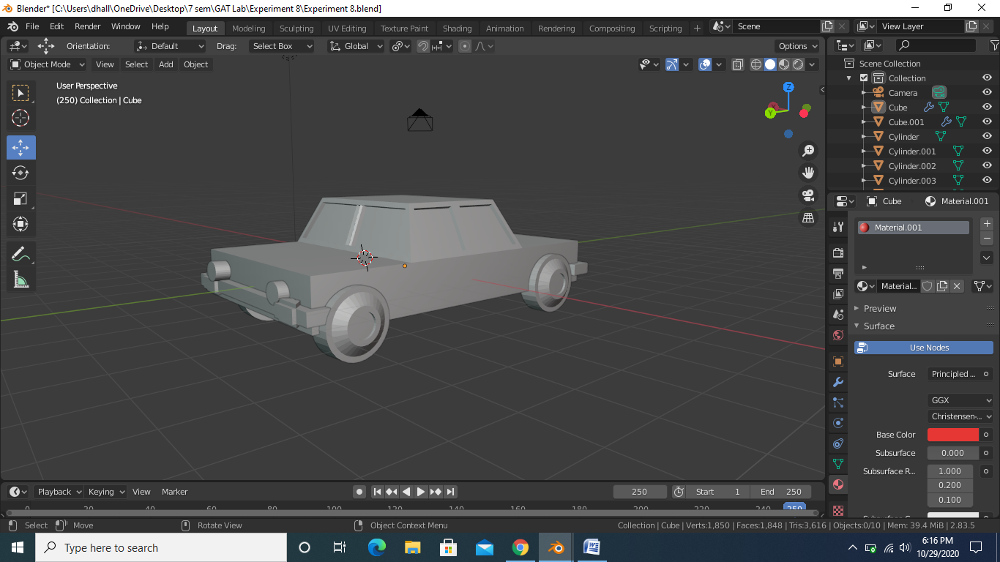 Blender* [C:\Users\dhall\OneDrive\Desktop\7 sem\GAT Lab\Experiment 8\Experiment 8.blend]
File Edit Render Window Help Layout Modeling Sculpting UV Editing Texture Paint Shading Animation Rendering Compositing Scripting + Scene View Layer
Orientation: Default Drag: Select Box Global Options
Object Mode View Select Add Object
User Perspective
(250) Collection | Cube
Z
Y
Scene Collection
Collection
Camera
Cube
Cube.001
Cylinder
Cylinder.001
Cylinder.002
Cylinder.003
Cube Material.001
Material.001
Material...
Preview
Surface
Use Nodes
Surface Principled ...
GGX
Christensen-...
Base Color
Subsurface 0.000
Subsurface R... 1.000
0.200
0.100
Playback Keying View Marker 250 Start 1 End 250
0 20 40 60 80 100 120 140 160 180 200 220 240 250
Select Move Rotate View Object Context Menu Collection | Cube | Verts:1,850 | Faces:1,848 | Tris:3,616 | Objects:0/10 | Mem: 39.4 MiB | 2.83.5
Type here to search
6:16 PM
10/29/2020